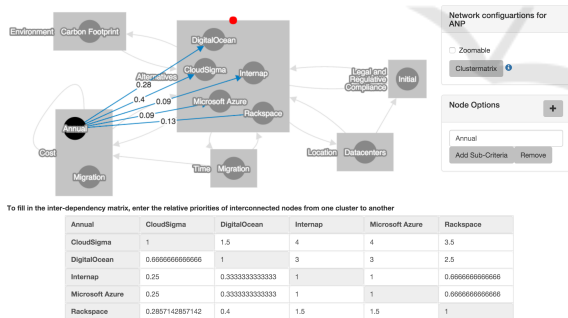 Network configuartions for
ANP
Zoomable
Clustermatrix
Node Options
+
Annual
Add Sub-Criteria Remove
Environment Carbon Footprint
DigitalOcean
CloudSigma
Alternatives
Internap
0.28
0.4
0.09
Microsoft Azure
0.09
Rackspace
0.13
Annual
Cost
Migration
Time Migration
Legal and
Regulative
Compliance
Initial
Location Datacenters
To fill in the inter-dependency matrix, enter the relative priorities of interconnected nodes from one cluster to another
Annual CloudSigma DigitalOcean Internap Microsoft Azure Rackspace
CloudSigma 1 1.5 4 4 3.5
DigitalOcean 0.6666666666666 1 3 3 2.5
Internap 0.25 0.3333333333333 1 1 0.6666666666666
Microsoft Azure 0.25 0.3333333333333 1 1 0.6666666666666
Rackspace 0.2857142857142 0.4 1.5 1.5 1